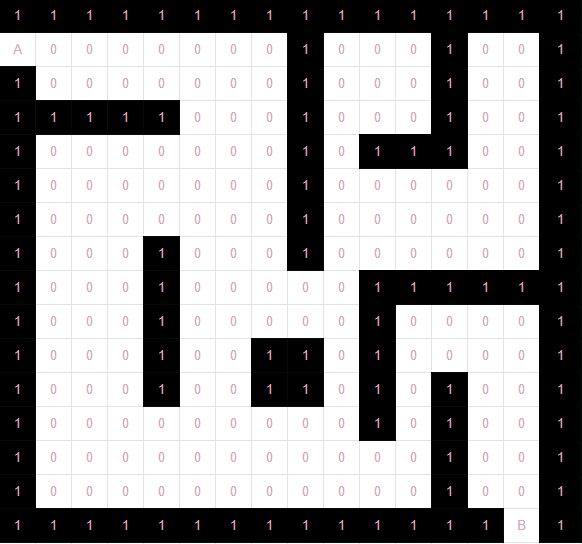 1 1 1 1 1 1 1 1 1 1 1 1 1 1 1 1
A 0 0 0 0 0 0 0 1 0 0 0 1 0 0 1
1 0 0 0 0 0 0 0 1 0 0 0 1 0 0 1
1 1 1 1 1 0 0 0 1 0 0 0 1 0 0 1
1 0 0 0 0 0 0 0 1 0 1 1 1 0 0 1
1 0 0 0 0 0 0 0 1 0 0 0 0 0 0 1
1 0 0 0 0 0 0 0 1 0 0 0 0 0 0 1
1 0 0 0 1 0 0 0 1 0 0 0 0 0 0 1
1 0 0 0 1 0 0 0 0 0 1 1 1 1 1 1
1 0 0 0 1 0 0 0 0 0 1 0 0 0 0 1
1 0 0 0 1 0 0 1 1 0 1 0 0 0 0 1
1 0 0 0 1 0 0 1 1 0 1 0 1 0 0 1
1 0 0 0 0 0 0 0 0 0 1 0 1 0 0 1
1 0 0 0 0 0 0 0 0 0 0 0 1 0 0 1
1 0 0 0 0 0 0 0 0 0 0 0 1 0 0 1
1 1 1 1 1 1 1 1 1 1 1 1 1 1 B 1